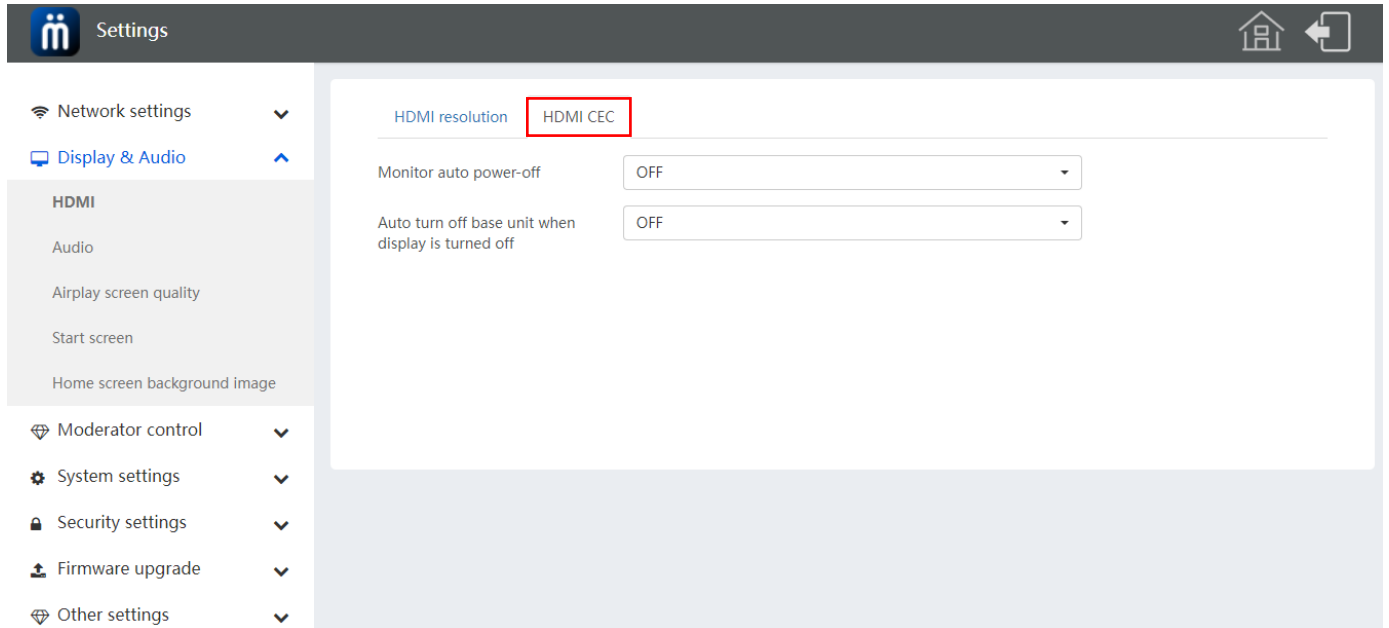 Settings
Network settings
Display & Audio
HDMI
Audio
Airplay screen quality
Start screen
Home screen background image
Moderator control
System settings
Security settings
Firmware upgrade
Other settings
HDMI resolution HDMI CEC
Monitor auto power-off OFF
Auto turn off base unit when OFF
display is turned off